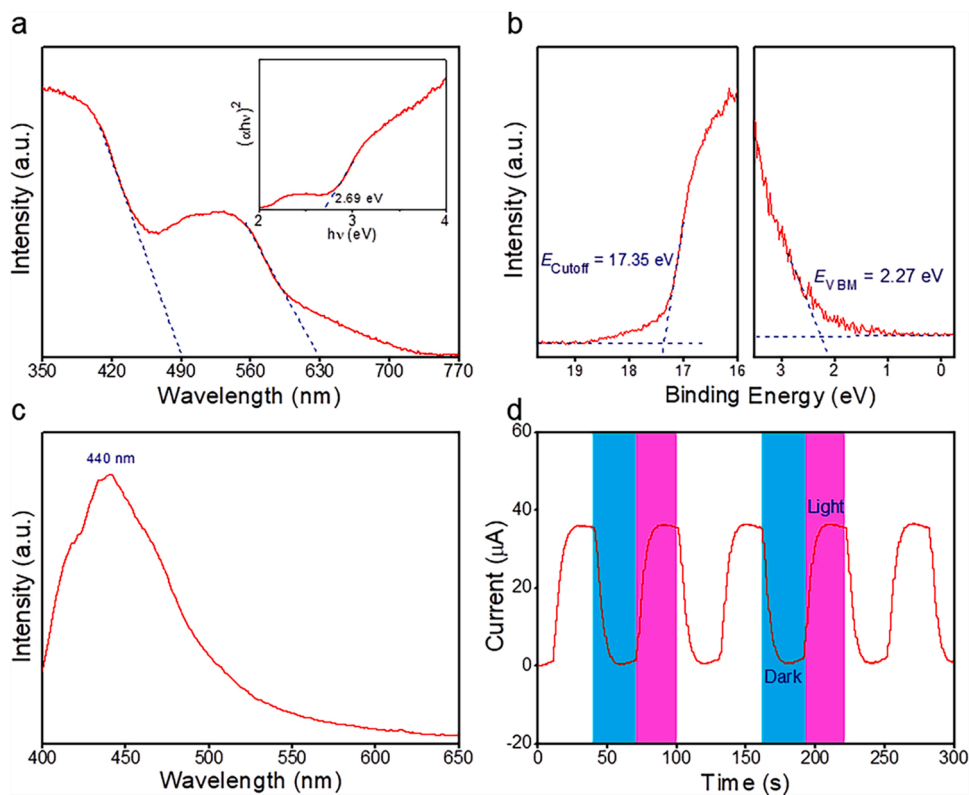 a
Intensity (a.u.)
(αhν)²
2.69 eV
2 3 4
hν (eV)
350 420 490 560 630 700 770
Wavelength (nm)
b
Intensity (a.u.)
ECutoff = 17.35 eV
EVBM = 2.27 eV
19 18 17 16 3 2 1 0
Binding Energy (eV)
c
440 nm
Intensity (a.u.)
400 450 500 550 600 650
Wavelength (nm)
d
60
40
20
0
-20
Current (μA)
Light
Dark
0 50 100 150 200 250 300
Time (s)